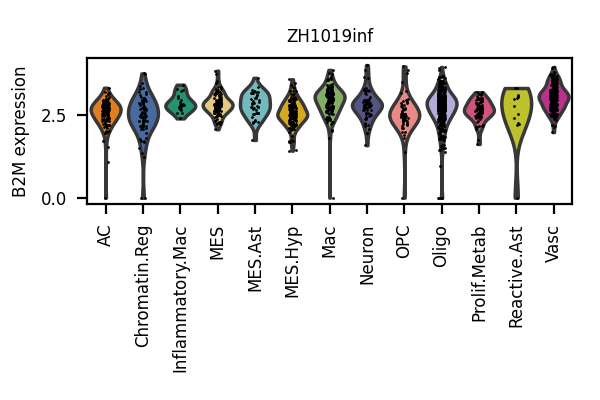 ZH1019inf
B2M expression
2.5
0.0
AC
Chromatin.Reg
Inflammatory.Mac
MES
MES.Ast
MES.Hyp
Mac
Neuron
OPC
Oligo
Prolif.Metab
Reactive.Ast
Vasc